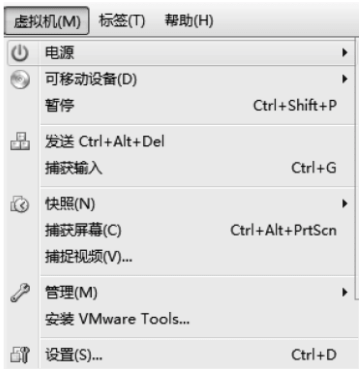 虚拟机(M) 标签(T) 帮助(H)
电源
可移动设备(D)
暂停 Ctrl+Shift+P
发送 Ctrl+Alt+Del
捕获输入 Ctrl+G
快照(N)
捕获屏幕(C) Ctrl+Alt+PrtScn
捕捉视频(V)...
管理(M)
安装 VMware Tools...
设置(S)... Ctrl+D